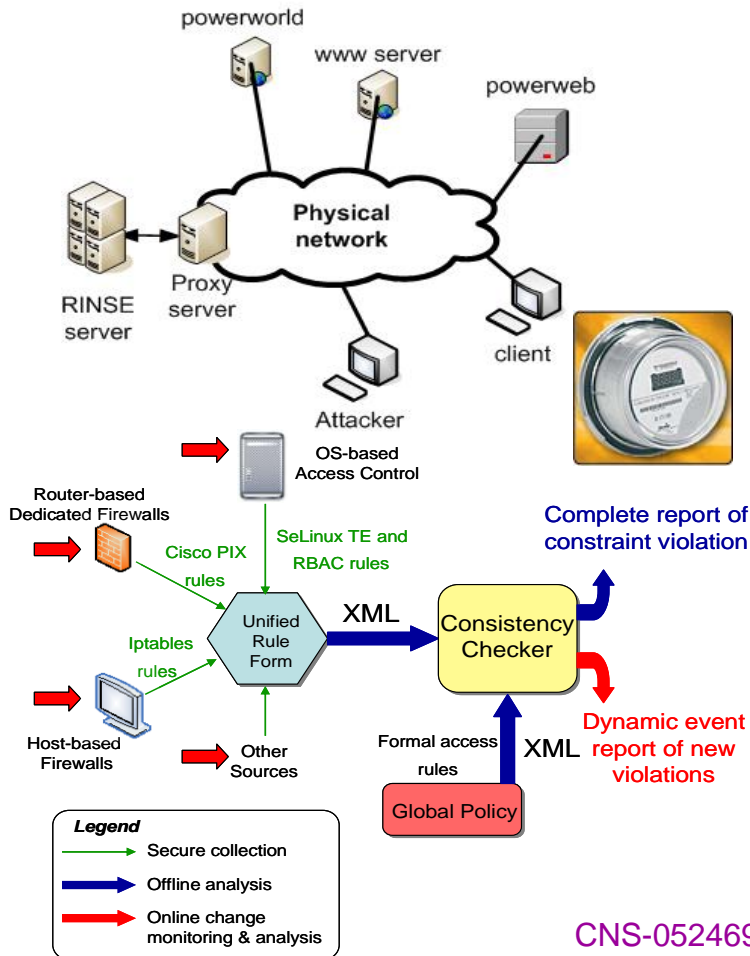 powerworld
www server
powerweb
Physical
network
RINSE
server
Proxy
server
client
Attacker
OS-based
Access Control
Router-based
Dedicated Firewalls
Cisco PIX
rules
SeLinux TE and
RBAC rules
Complete report of
constraint violation
Iptables
rules
Unified
Rule
Form
XML
Consistency
Checker
Host-based
Firewalls
Other
Sources
Formal access
rules
XML
Dynamic event
report of new
violations
Global Policy
Legend
Secure collection
Offline analysis
Online change
monitoring & analysis
CNS-052469